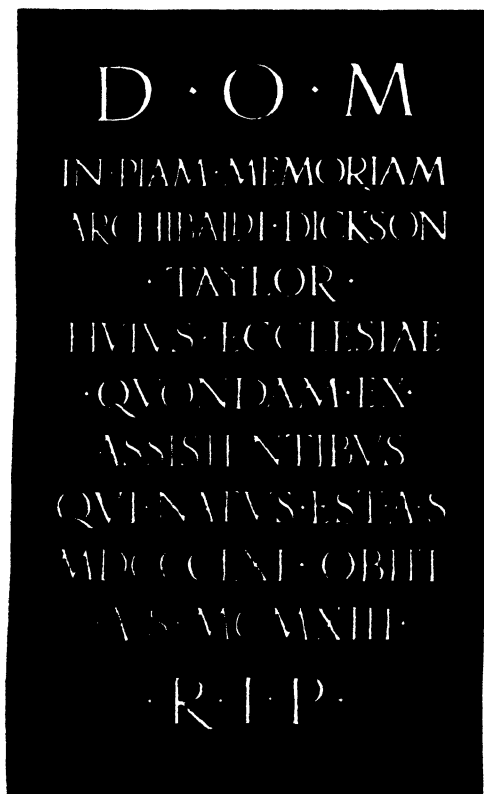 D · O · M
IN · PIAM · MEMORIAM
ARCHIBALDI · DICKSON
· TAYLOR ·
HVIVS · ECCLESIAE
· QVONDAM · EX ·
ASSISTENTIBVS
QVI · NATVS · EST · A · S
MDCCCLXI · OBIIT
· A · S · MCMXIII ·
· R · I · P ·